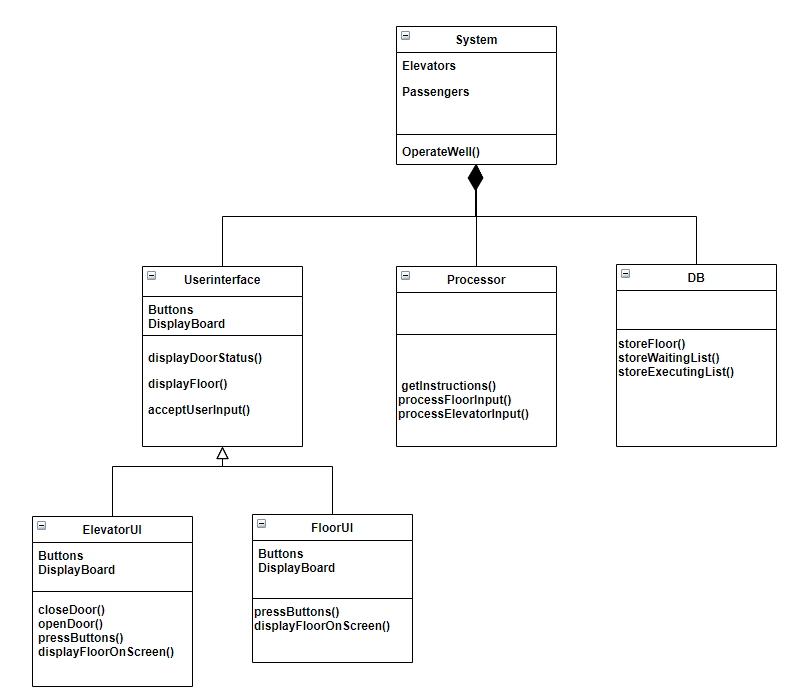 System
Elevators
Passengers
OperateWell()
Userinterface
Buttons
DisplayBoard
displayDoorStatus()
displayFloor()
acceptUserInput()
Processor
getInstructions()
processFloorInput()
processElevatorInput()
DB
storeFloor()
storeWaitingList()
storeExecutingList()
ElevatorUI
Buttons
DisplayBoard
closeDoor()
openDoor()
pressButtons()
displayFloorOnScreen()
FloorUI
Buttons
DisplayBoard
pressButtons()
displayFloorOnScreen()